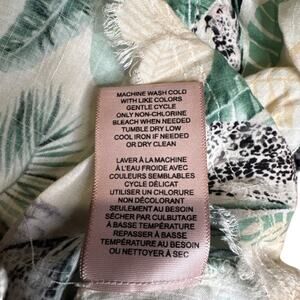 MACHINE WASH COLD
WITH LIKE COLORS
GENTLE CYCLE
ONLY NON-CHLORINE
BLEACH WHEN NEEDED
TUMBLE DRY LOW
COOL IRON IF NEEDED
OR DRY CLEAN
LAVER À LA MACHINE
À L'EAU FROIDE AVEC
COULEURS SEMBLABLES
CYCLE DÉLICAT
UTILISER UN CHLORURE
NON DÉCOLORANT
SEULEMENT AU BESOIN
SÉCHER PAR CULBUTAGE
À BASSE TEMPÉRATURE
REPASSER À BASSE
TEMPÉRATURE AU BESOIN
OU NETTOYER À SEC